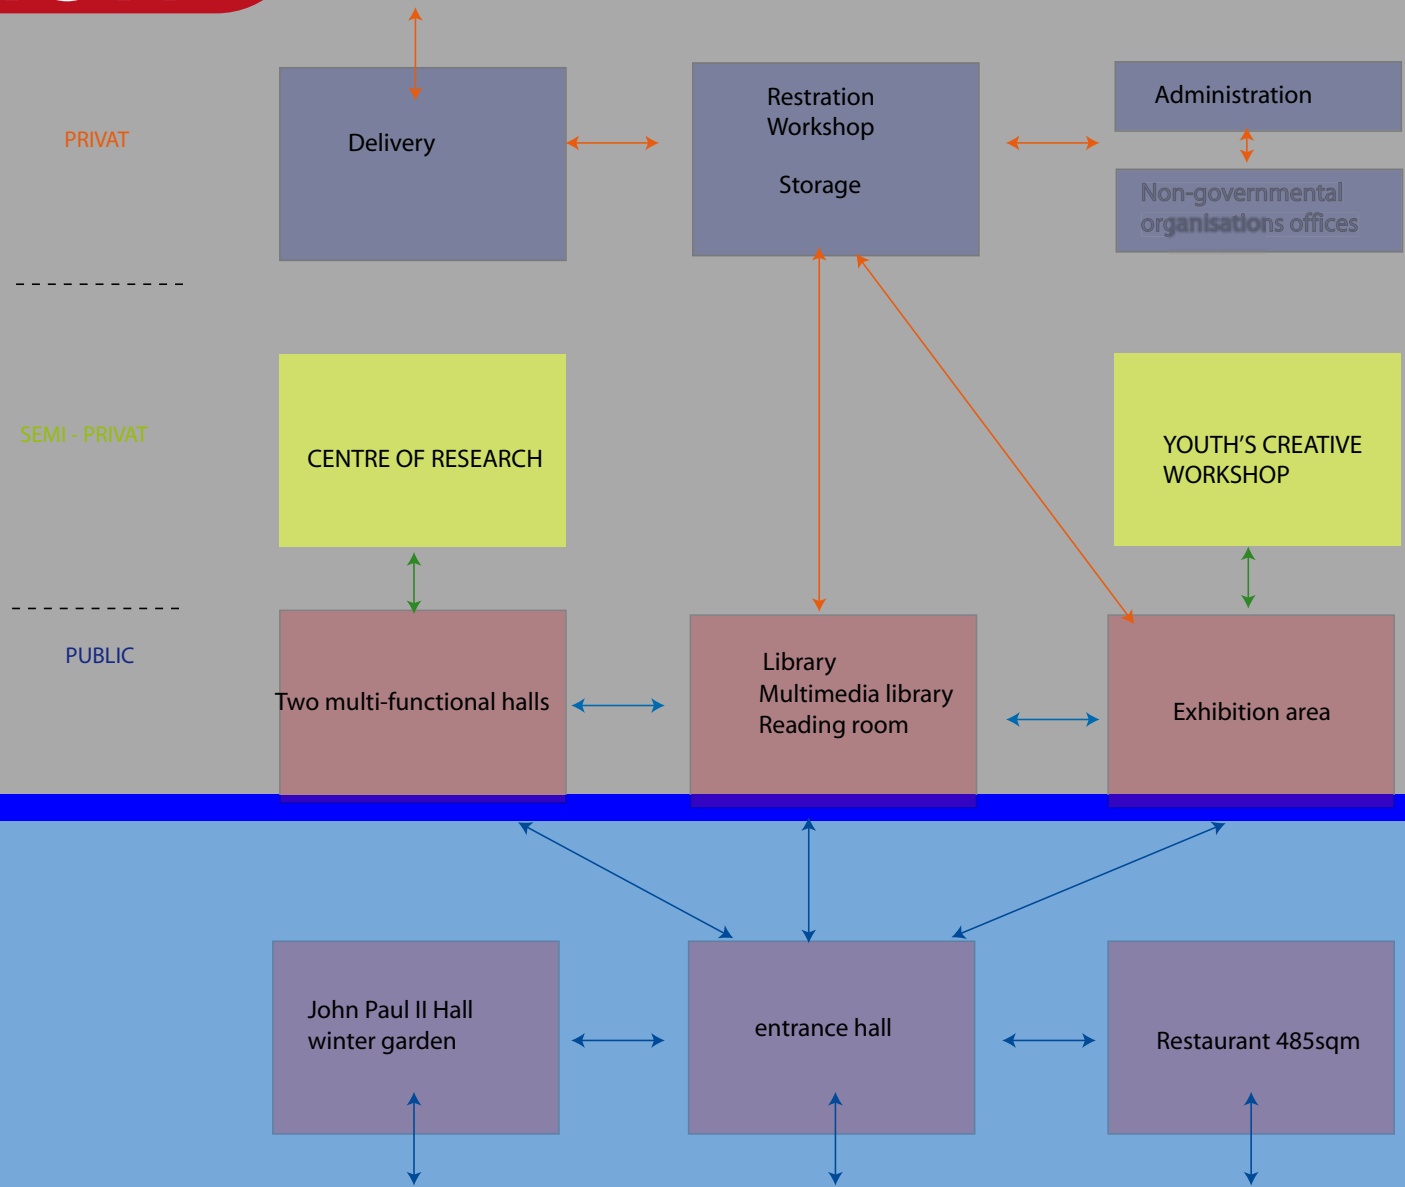 PRIVAT
Delivery
Restration
Workshop
Storage
Administration
Non-governmental
organisations offices
SEMI - PRIVAT
CENTRE OF RESEARCH
YOUTH'S CREATIVE
WORKSHOP
PUBLIC
Two multi-functional halls
Library
Multimedia library
Reading room
Exhibition area
John Paul II Hall
winter garden
entrance hall
Restaurant 485sqm